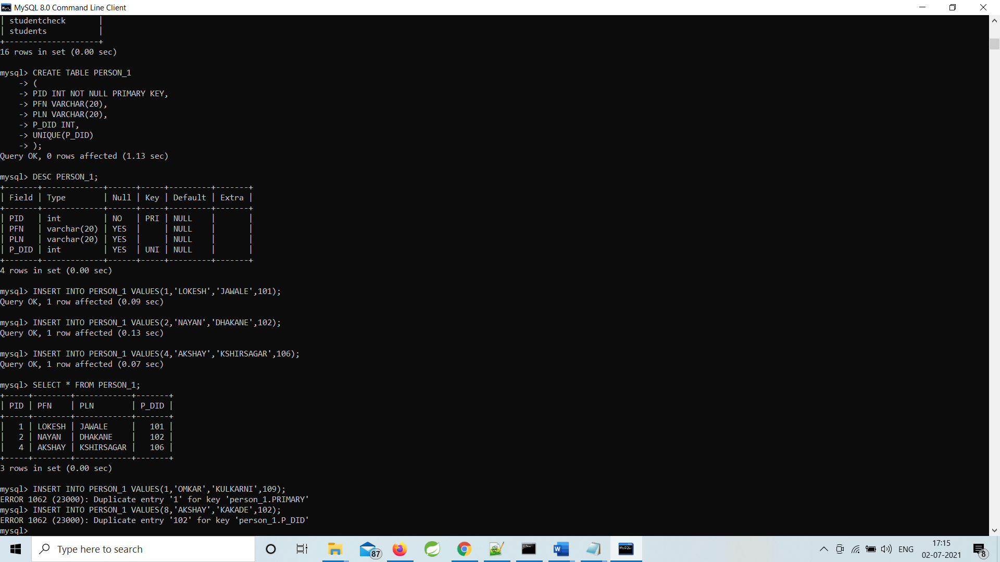 MySQL 8.0 Command Line Client
| studentcheck       |
| students           |
+--------------------+
16 rows in set (0.00 sec)

mysql> CREATE TABLE PERSON_1
    -> (
    -> PID INT NOT NULL PRIMARY KEY,
    -> PFN VARCHAR(20),
    -> PLN VARCHAR(20),
    -> P_DID INT,
    -> UNIQUE(P_DID)
    -> );
Query OK, 0 rows affected (1.13 sec)

mysql> DESC PERSON_1;
+-------+-------------+------+-----+---------+-------+
| Field | Type        | Null | Key | Default | Extra |
+-------+-------------+------+-----+---------+-------+
| PID   | int         | NO   | PRI | NULL    |       |
| PFN   | varchar(20) | YES  |     | NULL    |       |
| PLN   | varchar(20) | YES  |     | NULL    |       |
| P_DID | int         | YES  | UNI | NULL    |       |
+-------+-------------+------+-----+---------+-------+
4 rows in set (0.00 sec)

mysql> INSERT INTO PERSON_1 VALUES(1,'LOKESH','JAWALE',101);
Query OK, 1 row affected (0.09 sec)

mysql> INSERT INTO PERSON_1 VALUES(2,'NAYAN','DHAKANE',102);
Query OK, 1 row affected (0.13 sec)

mysql> INSERT INTO PERSON_1 VALUES(4,'AKSHAY','KSHIRSAGAR',106);
Query OK, 1 row affected (0.07 sec)

mysql> SELECT * FROM PERSON_1;
+-----+--------+------------+-------+
| PID | PFN    | PLN        | P_DID |
+-----+--------+------------+-------+
|   1 | LOKESH | JAWALE     |   101 |
|   2 | NAYAN  | DHAKANE    |   102 |
|   4 | AKSHAY | KSHIRSAGAR |   106 |
+-----+--------+------------+-------+
3 rows in set (0.00 sec)

mysql> INSERT INTO PERSON_1 VALUES(1,'OMKAR','KULKARNI',109);
ERROR 1062 (23000): Duplicate entry '1' for key 'person_1.PRIMARY'
mysql> INSERT INTO PERSON_1 VALUES(8,'AKSHAY','KAKADE',102);
ERROR 1062 (23000): Duplicate entry '102' for key 'person_1.P_DID'
mysql>
Type here to search
87
W
MySQL
ENG
17:15
02-07-2021
8